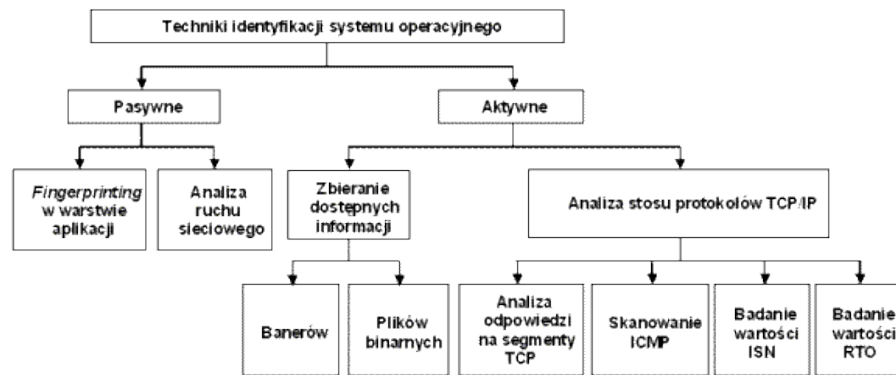 Techniki identyfikacji systemu operacyjnego
Pasywne
Aktywne
Fingerprinting
w warstwie
aplikacji
Analiza
ruchu
sieciowego
Zbieranie
dostępnych
informacji
Analiza stosu protokołów TCP/IP
Banerów
Plików
binarnych
Analiza
odpowiedzi
na segmenty
TCP
Skanowanie
ICMP
Badanie
wartości
ISN
Badanie
wartości
RTO